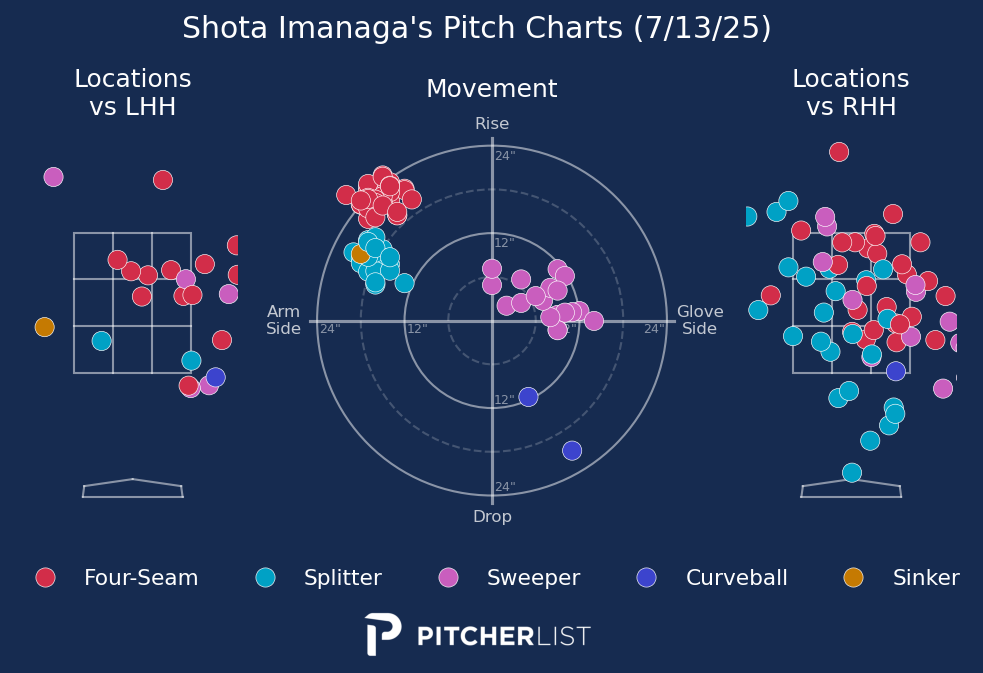 Shota Imanaga's Pitch Charts (7/13/25)
Locations
vs LHH
Movement
Locations
vs RHH
Rise
24"
12"
Arm
Side
24"
12"
24"
Glove
Side
12"
24"
Drop
Four-Seam
Splitter
Sweeper
Curveball
Sinker
PITCHERLIST